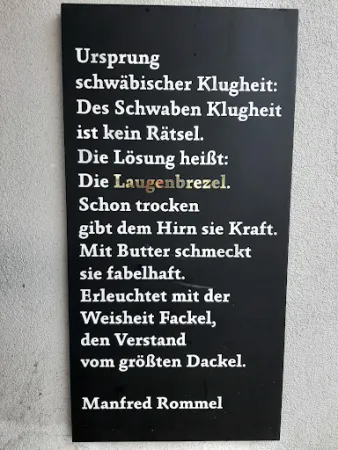 Ursprung
schwäbischer Klugheit:
Des Schwaben Klugheit
ist kein Rätsel.
Die Lösung heißt:
Die Laugenbrezel.
Schon trocken
gibt dem Hirn sie Kraft.
Mit Butter schmeckt
sie fabelhaft.
Erleuchtet mit der
Weisheit Fackel,
den Verstand
vom größten Dackel.
Manfred Rommel